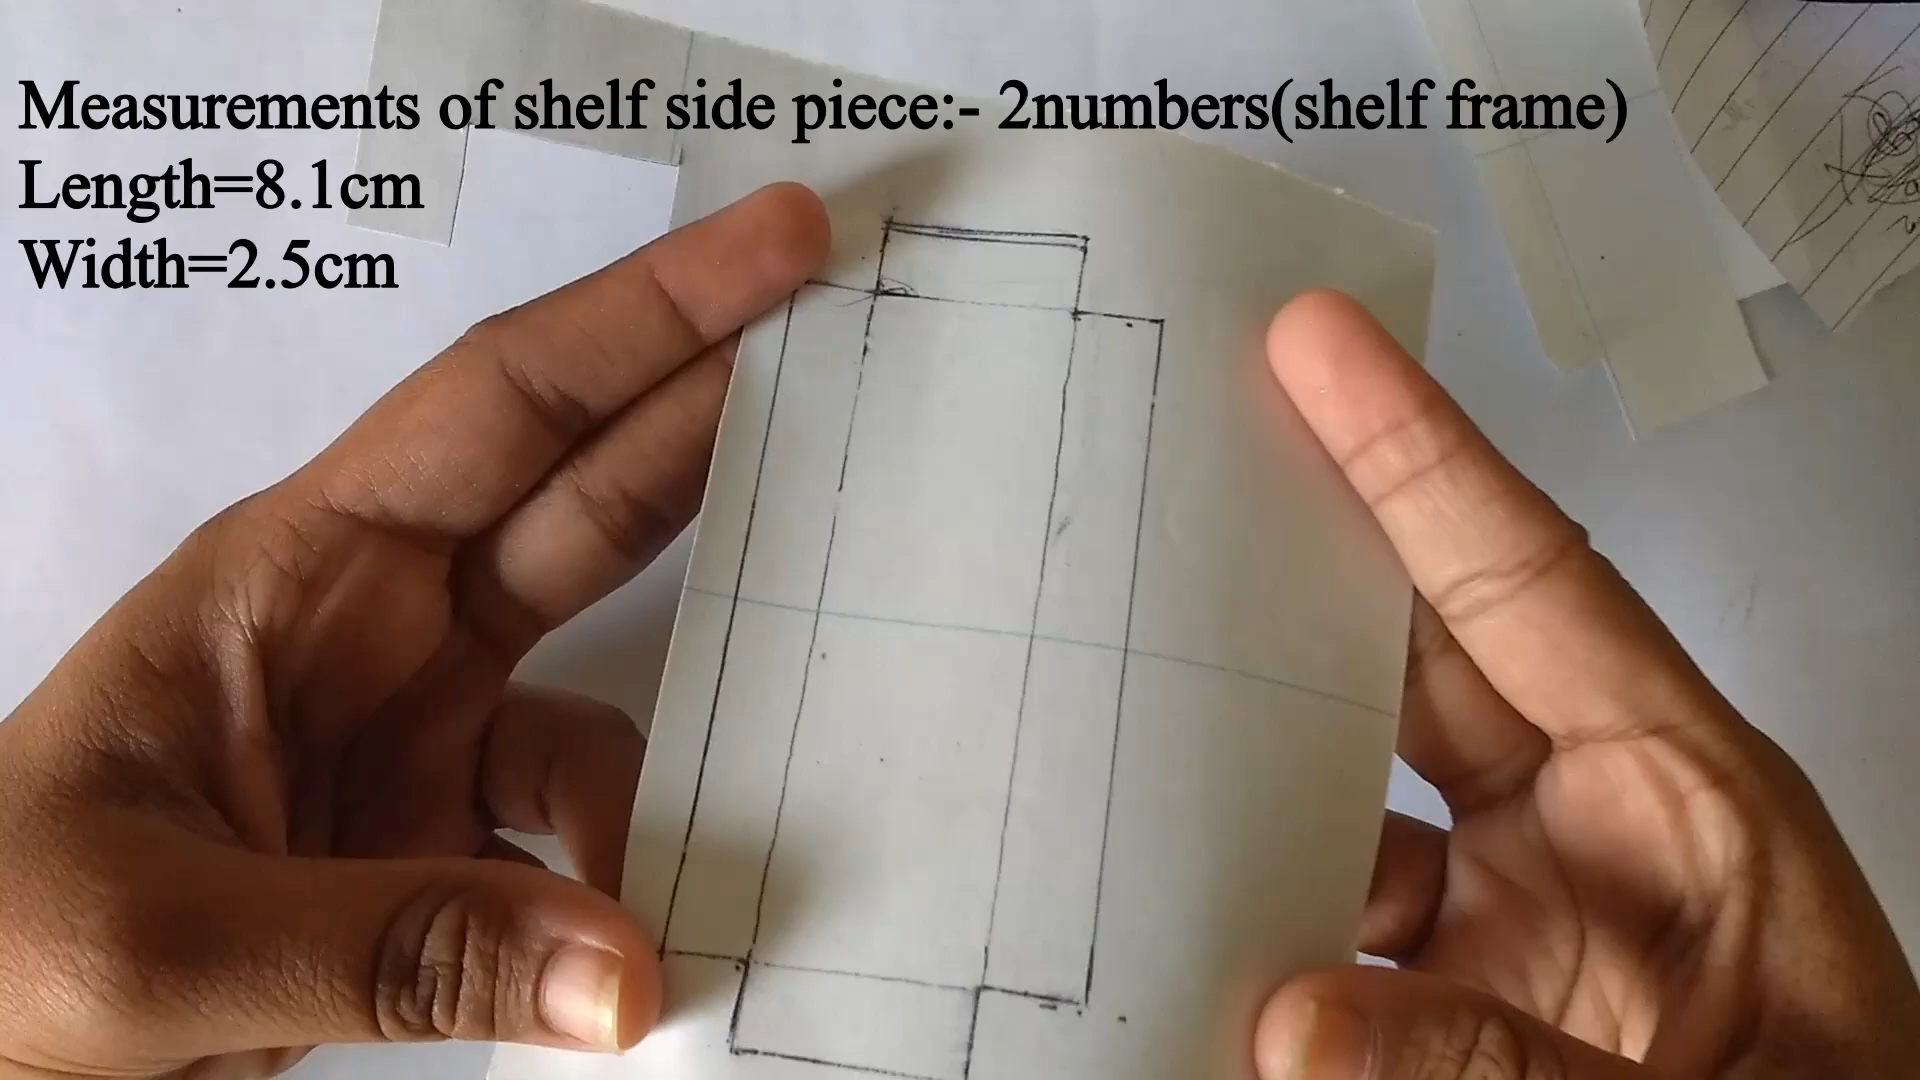 Measurements of shelf side piece:- 2numbers(shelf frame)
Length=8.1cm
Width=2.5cm